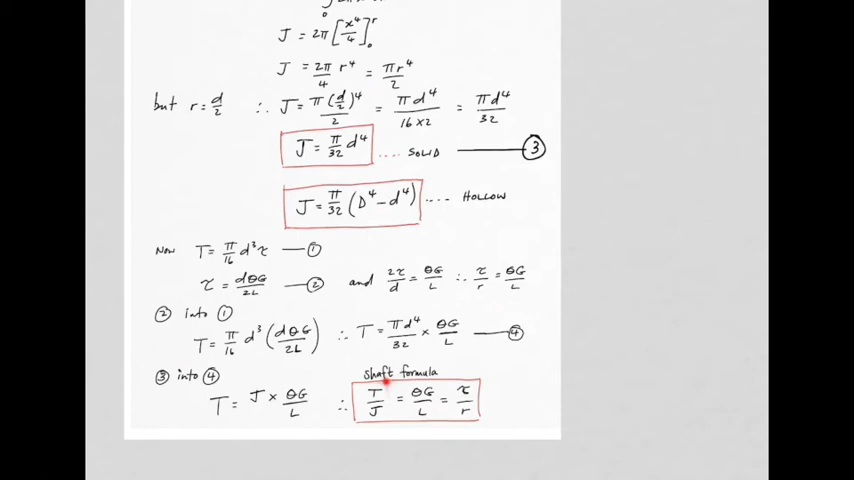 J = 2π [x⁴/4]₀ʳ
J = 2π/4 r⁴ = πr⁴/2
but r = d/2 ∴ J = π(d/2)⁴/2 = πd⁴/16×2 = πd⁴/32
J = π/32 d⁴ .... SOLID ③
J = π/32 (D⁴ – d⁴) .... HOLLOW
Now T = π/16 d³τ — ①
τ = dθG/2L — ② and 2τ/d = θG/L ∴ τ/r = θG/L
② into ①
T = π/16 d³ (dθG/2L) ∴ T = πd⁴/32 × θG/L — ④
③ into ④ shaft formula
T = J × θG/L ∴ T/J = θG/L = τ/r